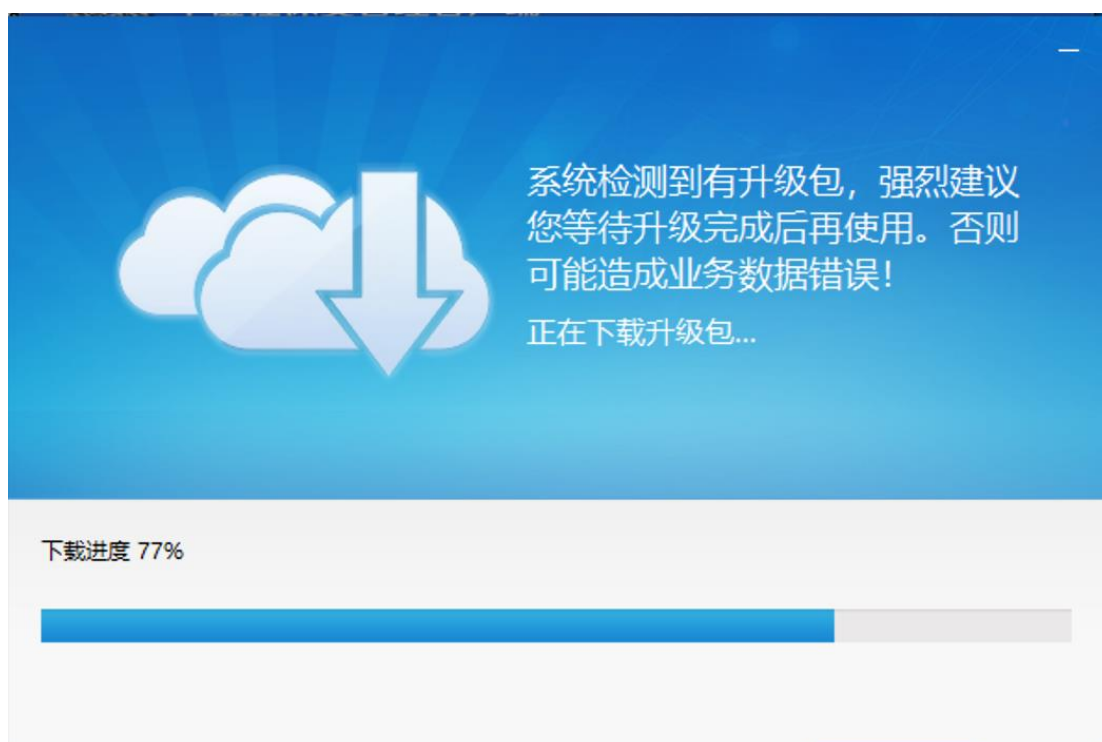 系统检测到有升级包，强烈建议
您等待升级完成后再使用。否则
可能造成业务数据错误！
正在下载升级包...
下载进度 77%